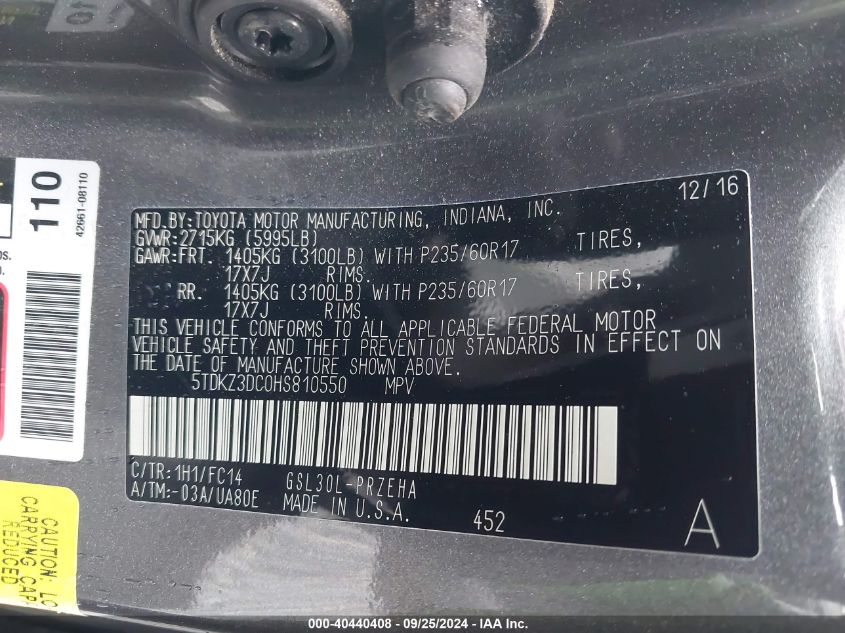 110
42661-08110
12/16
MFD.BY:TOYOTA MOTOR MANUFACTURING, INDIANA, INC.
GVWR:2715KG (5995LB)
GAWR:FRT. 1405KG (3100LB) WITH P235/60R17 TIRES,
17X7J RIMS.
RR. 1405KG (3100LB) WITH P235/60R17 TIRES,
17X7J RIMS.
THIS VEHICLE CONFORMS TO ALL APPLICABLE FEDERAL MOTOR
VEHICLE SAFETY AND THEFT PREVENTION STANDARDS IN EFFECT ON
THE DATE OF MANUFACTURE SHOWN ABOVE.
5TDKZ3DC0HS810550 MPV
C/TR:1H1/FC14 GSL30L-PRZEHA
A/TM:-03A/UA80E MADE IN U.S.A.
452
A
CAUTION: LO
CARRYING CAP
REDUCED
000-40440408 - 09/25/2024 - IAA Inc.